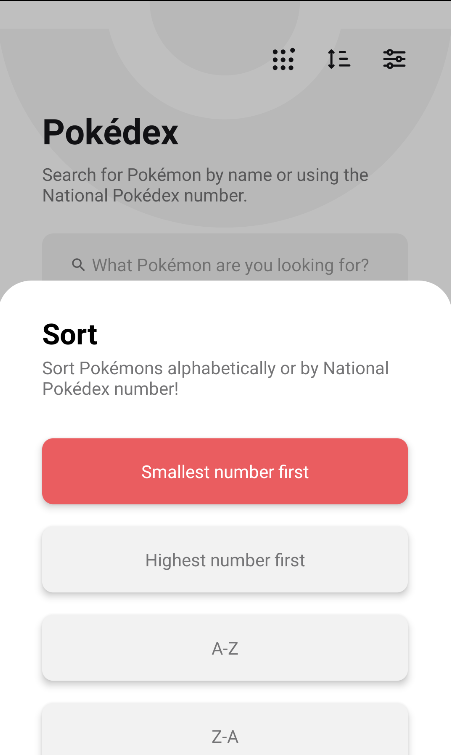 Pokédex
Search for Pokémon by name or using the
National Pokédex number.
What Pokémon are you looking for?
Sort
Sort Pokémons alphabetically or by National
Pokédex number!
Smallest number first
Highest number first
A-Z
Z-A